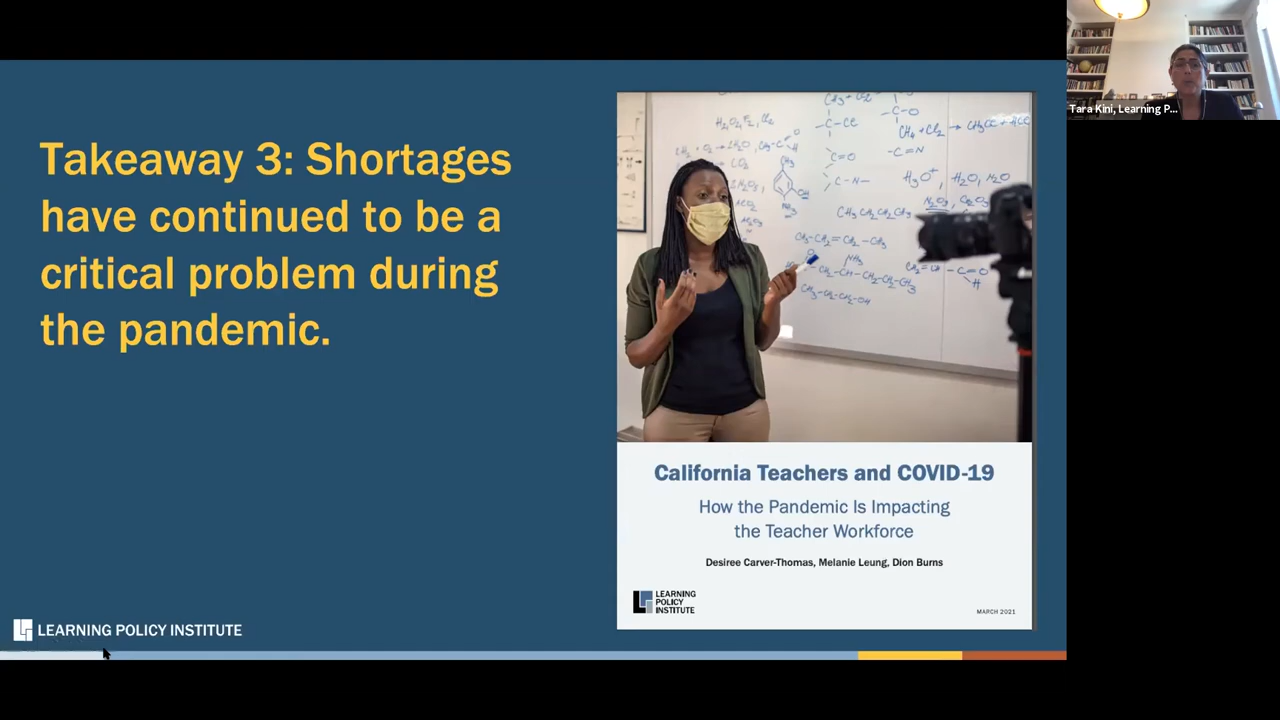 Takeaway 3: Shortages
have continued to be a
critical problem during
the pandemic.
California Teachers and COVID-19
How the Pandemic Is Impacting
the Teacher Workforce
Desiree Carver-Thomas, Melanie Leung, Dion Burns
LEARNING
POLICY
INSTITUTE
MARCH 2021
LEARNING POLICY INSTITUTE
Tara Kini, Learning P...